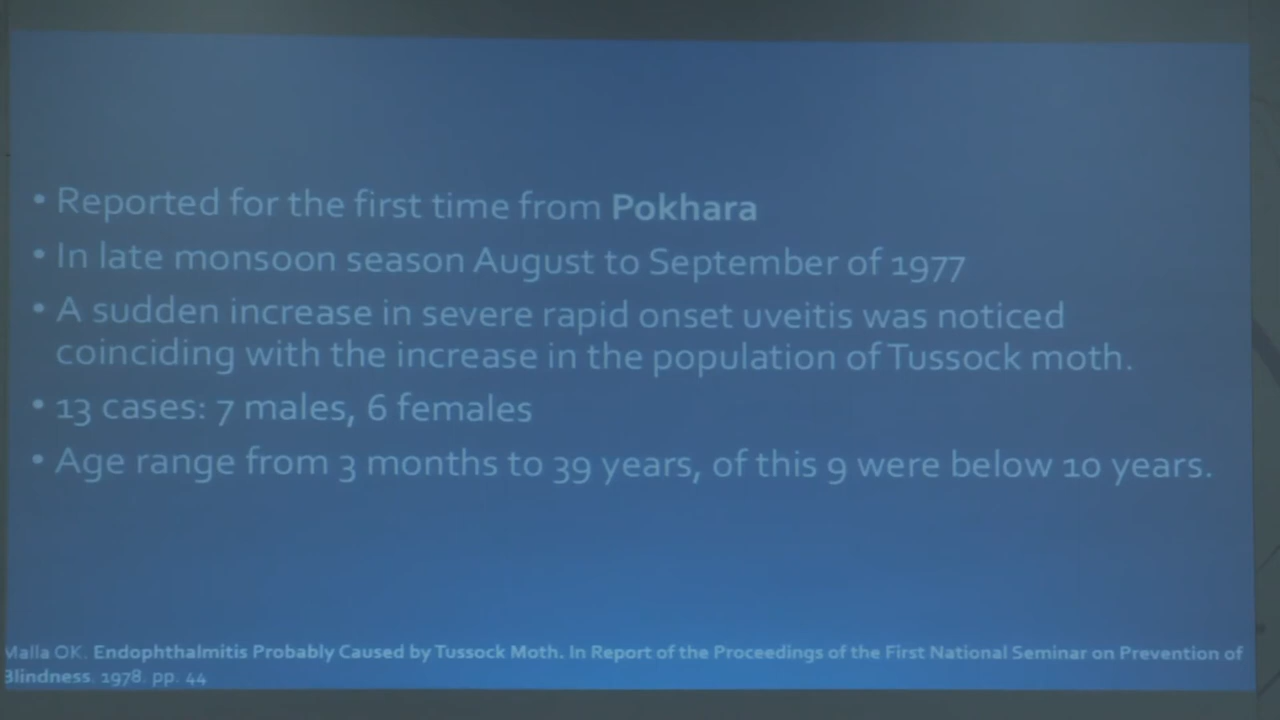 • Reported for the first time from Pokhara
• In late monsoon season August to September of 1977
• A sudden increase in severe rapid onset uveitis was noticed
coinciding with the increase in the population of Tussock moth.
• 13 cases: 7 males, 6 females
• Age range from 3 months to 39 years, of this 9 were below 10 years.
Malla OK. Endophthalmitis Probably Caused by Tussock Moth. In Report of the Proceedings of the First National Seminar on Prevention of
Blindness. 1978. pp. 44